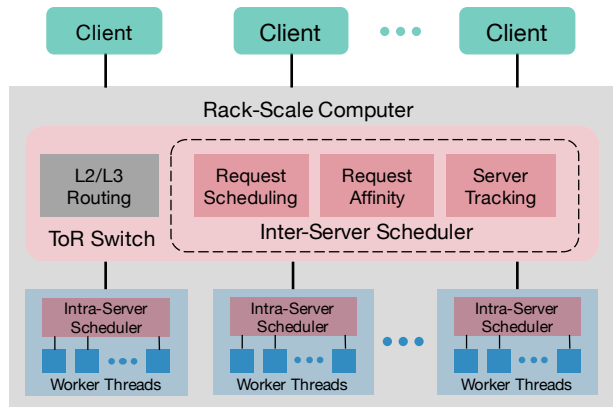 Client
Client
Client
Rack-Scale Computer
L2/L3
Routing
Request
Scheduling
Request
Affinity
Server
Tracking
ToR Switch
Inter-Server Scheduler
Intra-Server
Scheduler
Worker Threads
Intra-Server
Scheduler
Worker Threads
Intra-Server
Scheduler
Worker Threads